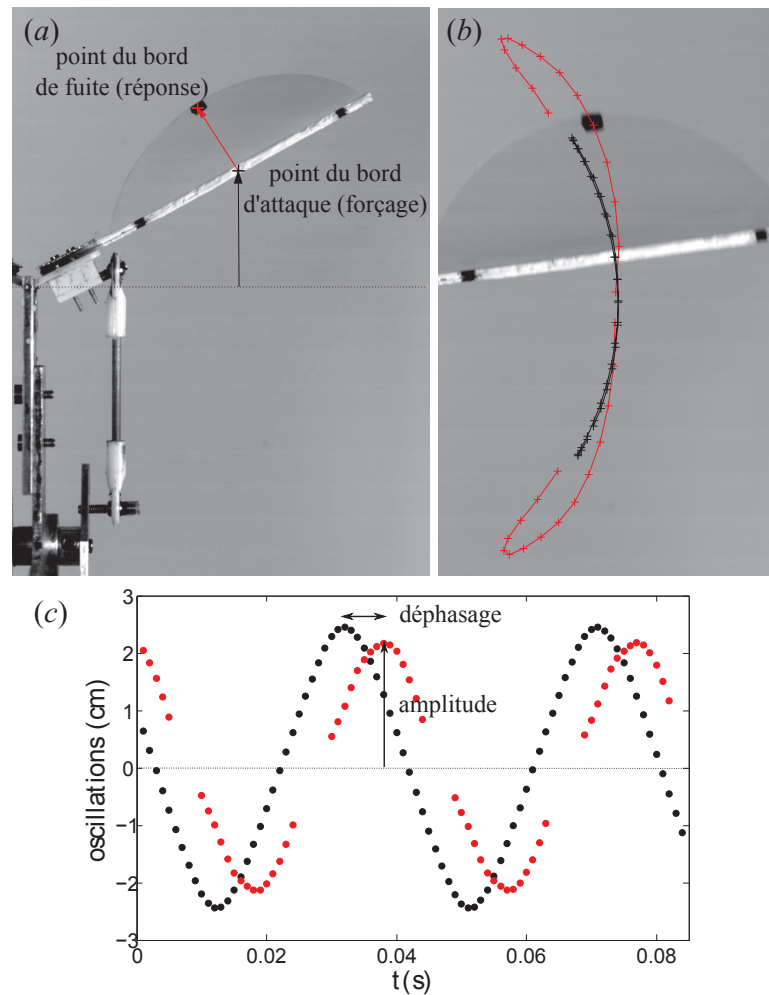 (a)
point du bord
de fuite (réponse)
point du bord
d'attaque (forçage)
(b)
(c)
déphasage
amplitude
oscillations (cm)
3
2
1
0
−1
−2
−3
0
0.02
0.04
0.06
0.08
t(s)